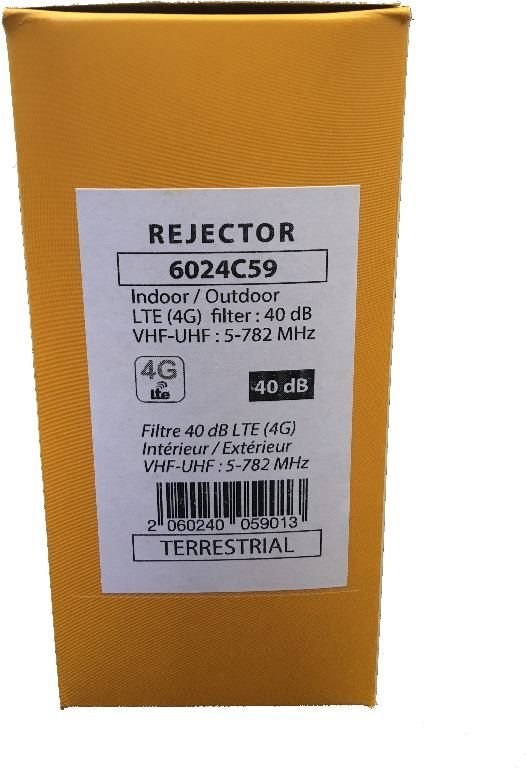 REJECTOR
6024C59
Indoor / Outdoor
LTE (4G) filter : 40 dB
VHF-UHF : 5-782 MHz
4G
lte
40 dB
Filtre 40 dB LTE (4G)
Intérieur / Extérieur
VHF-UHF : 5-782 MHz
2 060240 059013
TERRESTRIAL